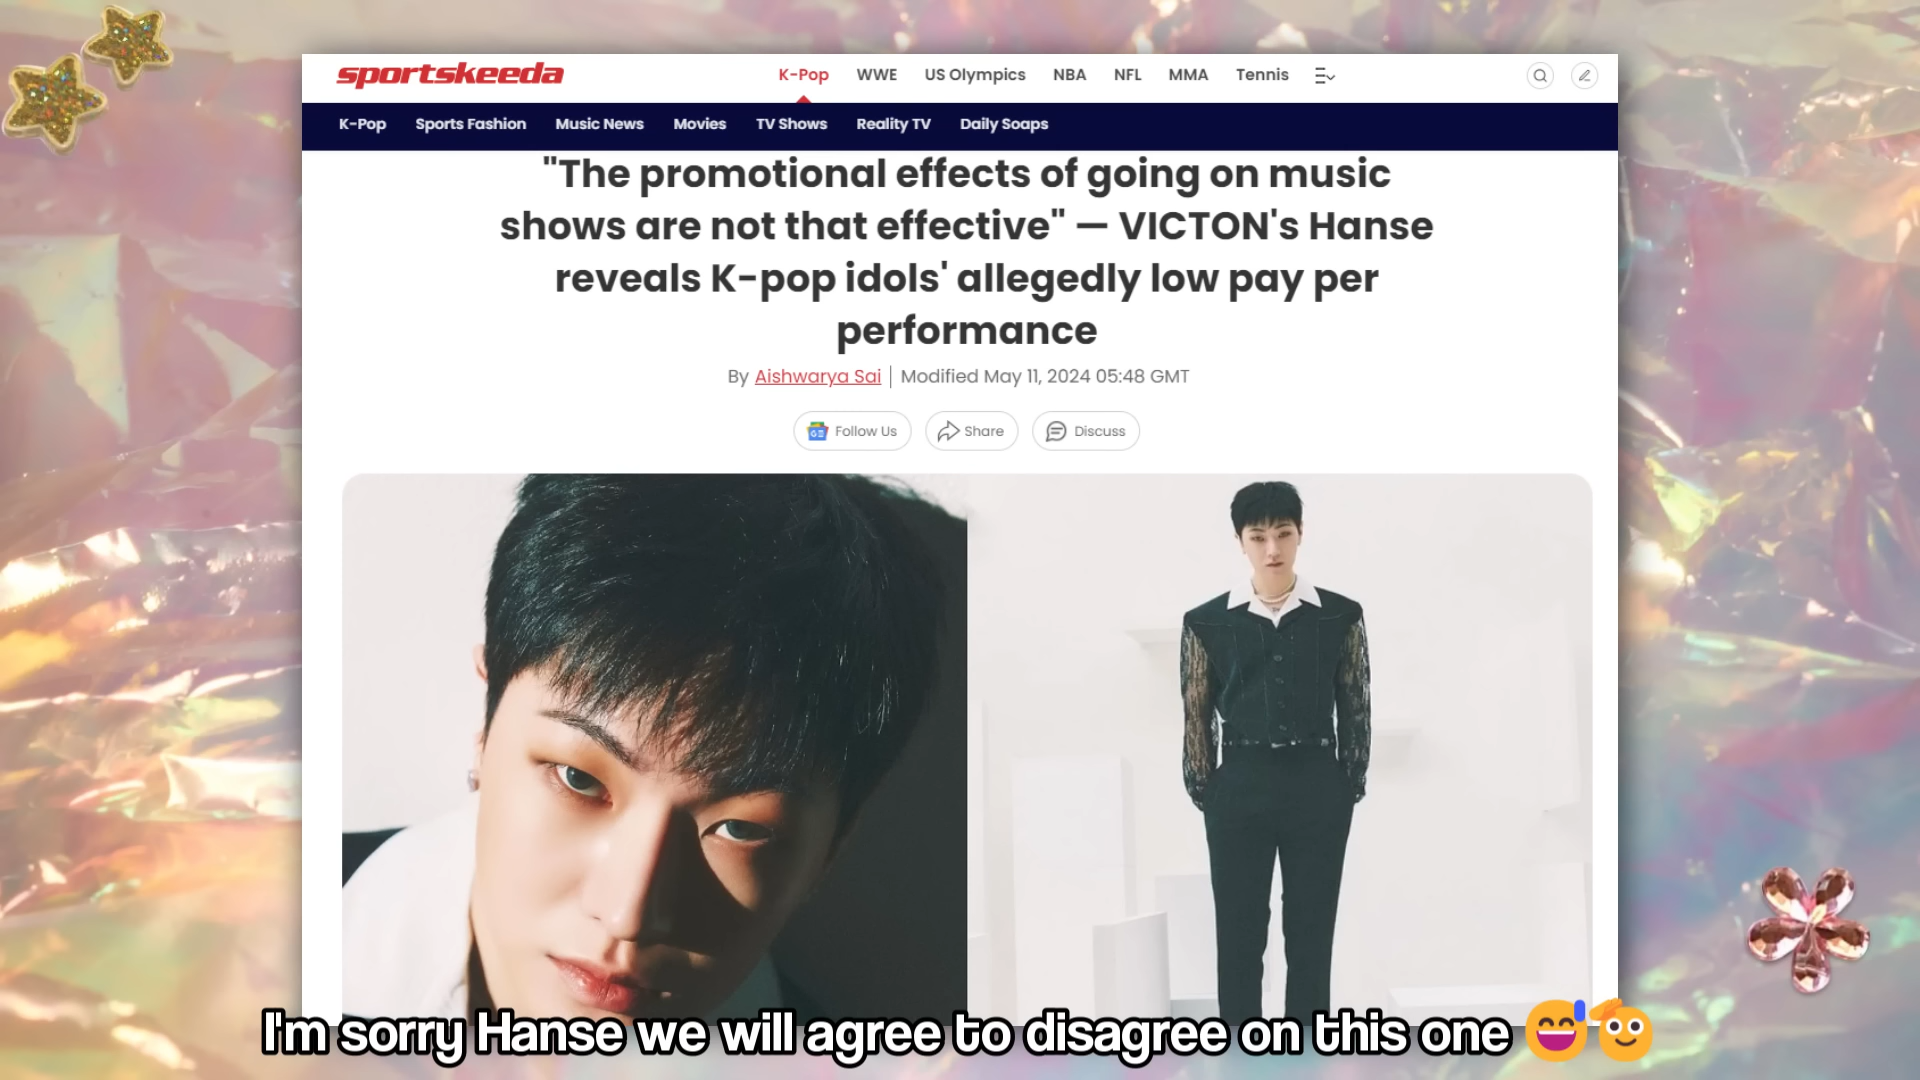 sportskeeda
K-Pop WWE US Olympics NBA NFL MMA Tennis
K-Pop Sports Fashion Music News Movies TV Shows Reality TV Daily Soaps
"The promotional effects of going on music
shows are not that effective" — VICTON's Hanse
reveals K-pop idols' allegedly low pay per
performance
By Aishwarya Sai | Modified May 11, 2024 05:48 GMT
Follow Us Share Discuss
I'm sorry Hanse we will agree to disagree on this one 😅🫡